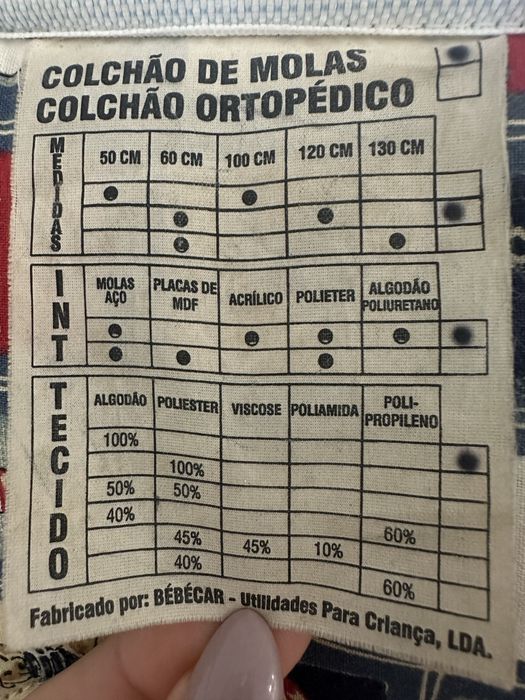 COLCHÃO DE MOLAS
COLCHÃO ORTOPÉDICO
MEDIDAS
50 CM 60 CM 100 CM 120 CM 130 CM
INT
MOLAS AÇO
PLACAS DE MDF
ACRÍLICO
POLIETER
ALGODÃO POLIURETANO
TECIDO
ALGODÃO POLIESTER VISCOSE POLIAMIDA POLI-PROPILENO
100%
100%
50% 50%
40% 60%
45% 45% 10%
40% 60%
Fabricado por: BÉBÉCAR - Utilidades Para Criança, LDA.